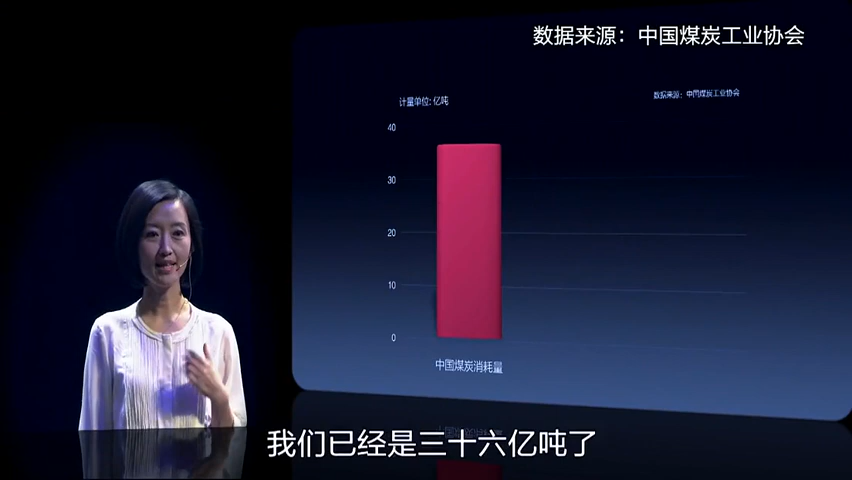 数据来源：中国煤炭工业协会
计量单位: 亿吨
数据来源：中国煤炭工业协会
40
30
20
10
0
中国煤炭消耗量
我们已经是三十六亿吨了